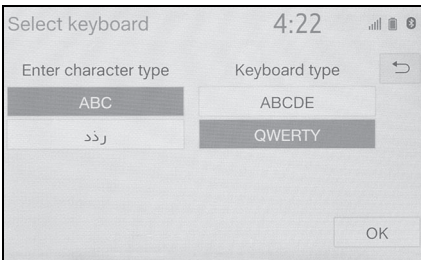 Select keyboard 4:22
Enter character type Keyboard type
ABC ABCDE
رذد QWERTY
OK